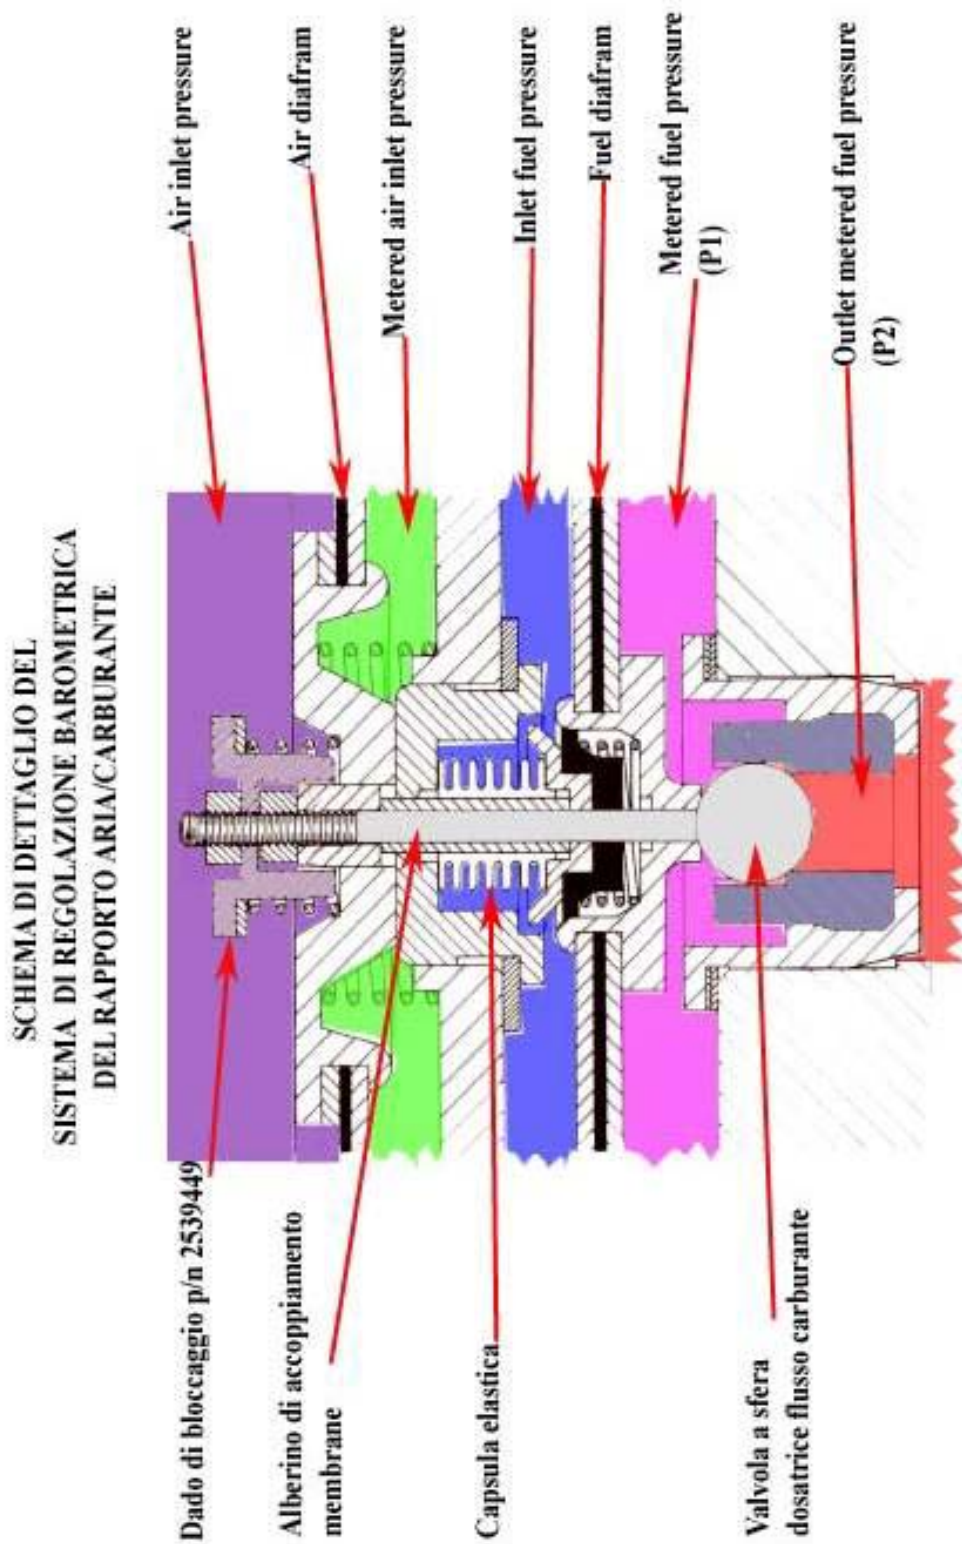 SCHEMA DI DETTAGLIO DEL
SISTEMA DI REGOLAZIONE BAROMETRICA
DEL RAPPORTO ARIA/CARBURANTE
Dado di bloccaggio p/n 2539449
Alberino di accoppiamento
membrane
Capsula elastica
Valvola a sfera
dosatrice flusso carburante
Air inlet pressure
Air diafram
Metered air inlet pressure
Inlet fuel pressure
Fuel diafram
Metered fuel pressure
(P1)
Outlet metered fuel pressure
(P2)